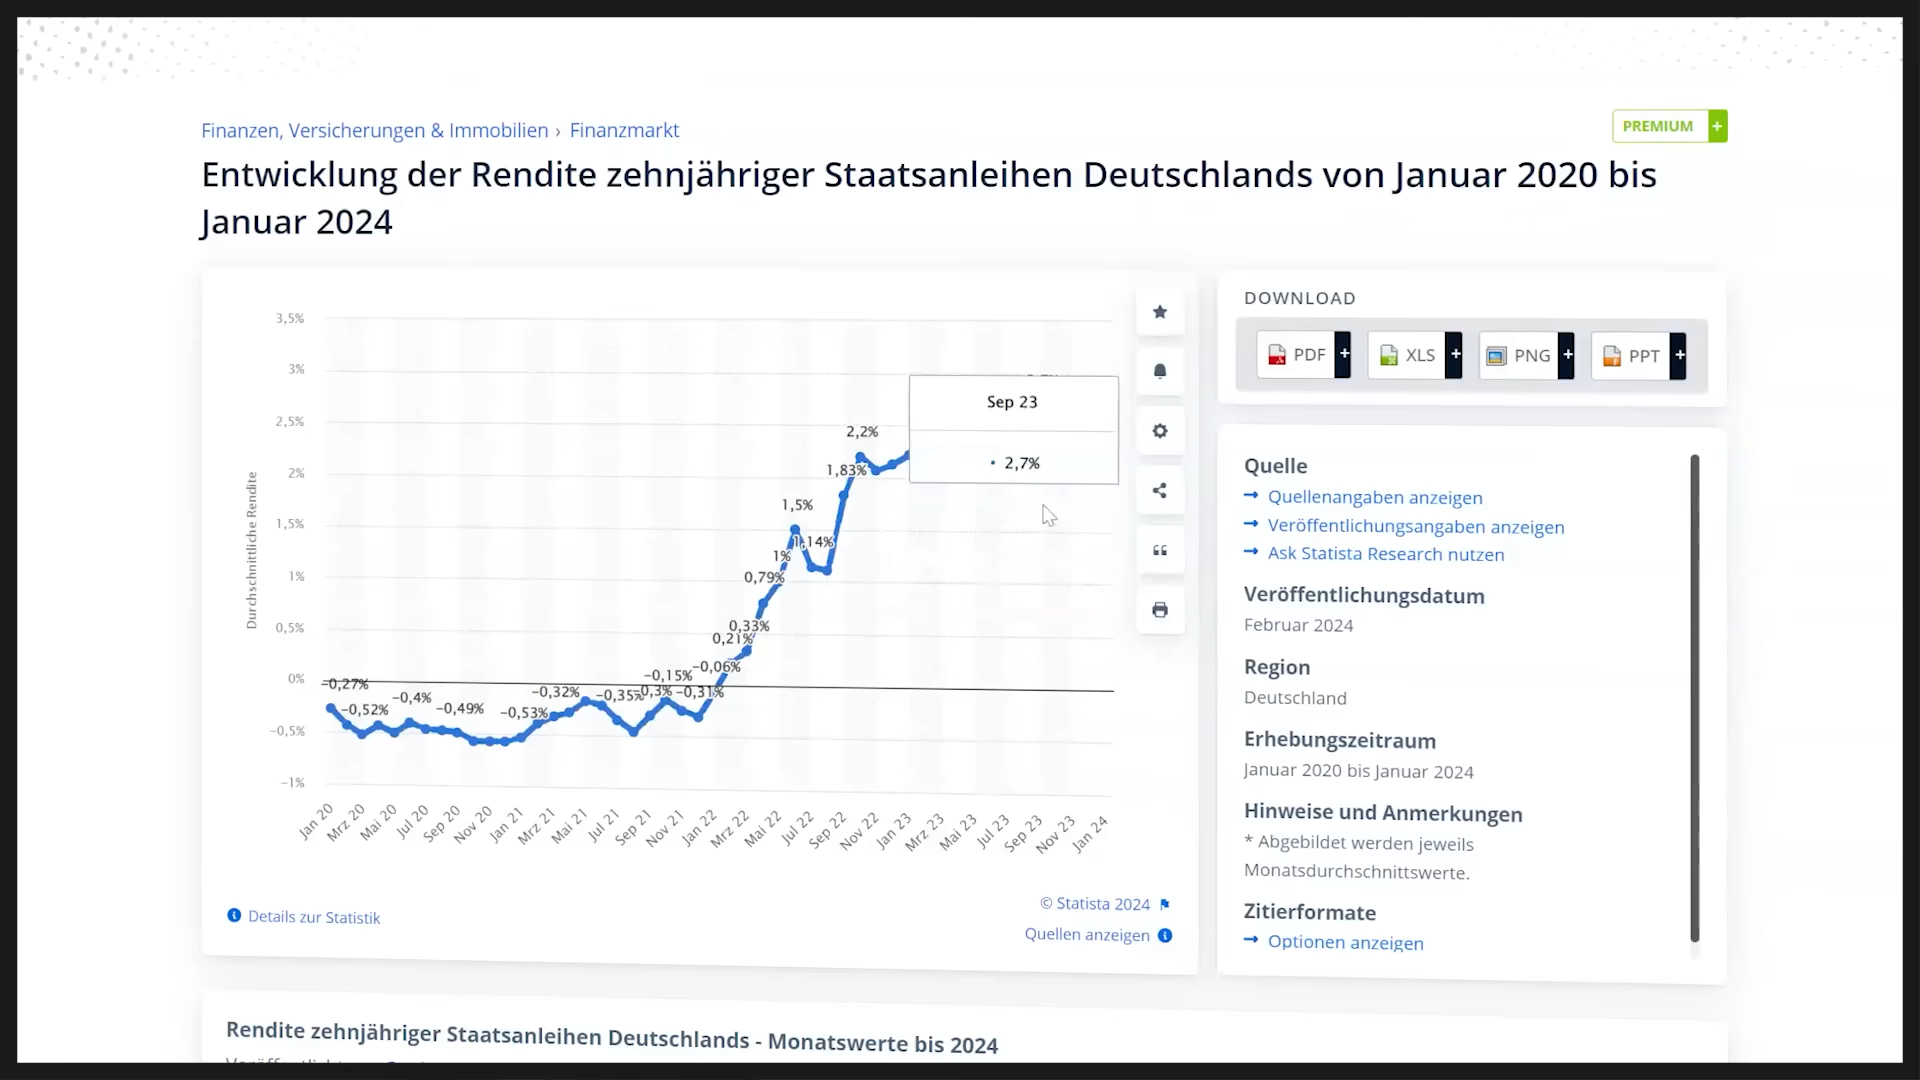 Finanzen, Versicherungen & Immobilien › Finanzmarkt
PREMIUM +
Entwicklung der Rendite zehnjähriger Staatsanleihen Deutschlands von Januar 2020 bis
Januar 2024
Durchschnittliche Rendite
3,5%
3%
2,5%
2%
1,5%
1%
0,5%
0%
−0,5%
−1%
−0,27%
−0,52%
−0,4%
−0,49%
−0,53%
−0,32%
−0,35%
0,3%
−0,15%
−0,31%
−0,06%
0,21%
0,33%
0,79%
1%
1,5%
1,14%
1,83%
2,2%
Sep 23
2,7%
Jan 20
Mrz 20
Mai 20
Jul 20
Sep 20
Nov 20
Jan 21
Mrz 21
Mai 21
Jul 21
Sep 21
Nov 21
Jan 22
Mrz 22
Mai 22
Jul 22
Sep 22
Nov 22
Jan 23
Mrz 23
Mai 23
Jul 23
Sep 23
Nov 23
Jan 24
Details zur Statistik
© Statista 2024
Quellen anzeigen
DOWNLOAD
PDF +
XLS +
PNG +
PPT +
Quelle
→ Quellenangaben anzeigen
→ Veröffentlichungsangaben anzeigen
→ Ask Statista Research nutzen
Veröffentlichungsdatum
Februar 2024
Region
Deutschland
Erhebungszeitraum
Januar 2020 bis Januar 2024
Hinweise und Anmerkungen
* Abgebildet werden jeweils
Monatsdurchschnittswerte.
Zitierformate
→ Optionen anzeigen
Rendite zehnjähriger Staatsanleihen Deutschlands - Monatswerte bis 2024